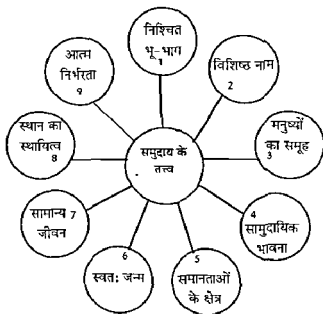 समुदाय के
तत्त्व
निश्चित
भू-भाग
1
विशिष्ठ नाम
2
मनुष्यों
का समूह
3
4
सामुदायिक
भावना
5
समानताओं
के क्षेत्र
6
स्वत: जन्म
सामान्य 7
जीवन
स्थान का
स्थायित्व
8
आत्म
निर्भरता
९